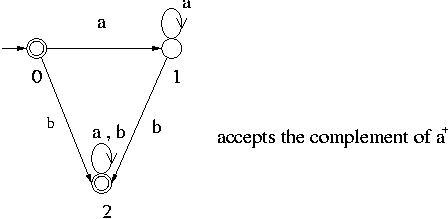 a
a
0
1
b
a , b
b
accepts the complement of a+
2